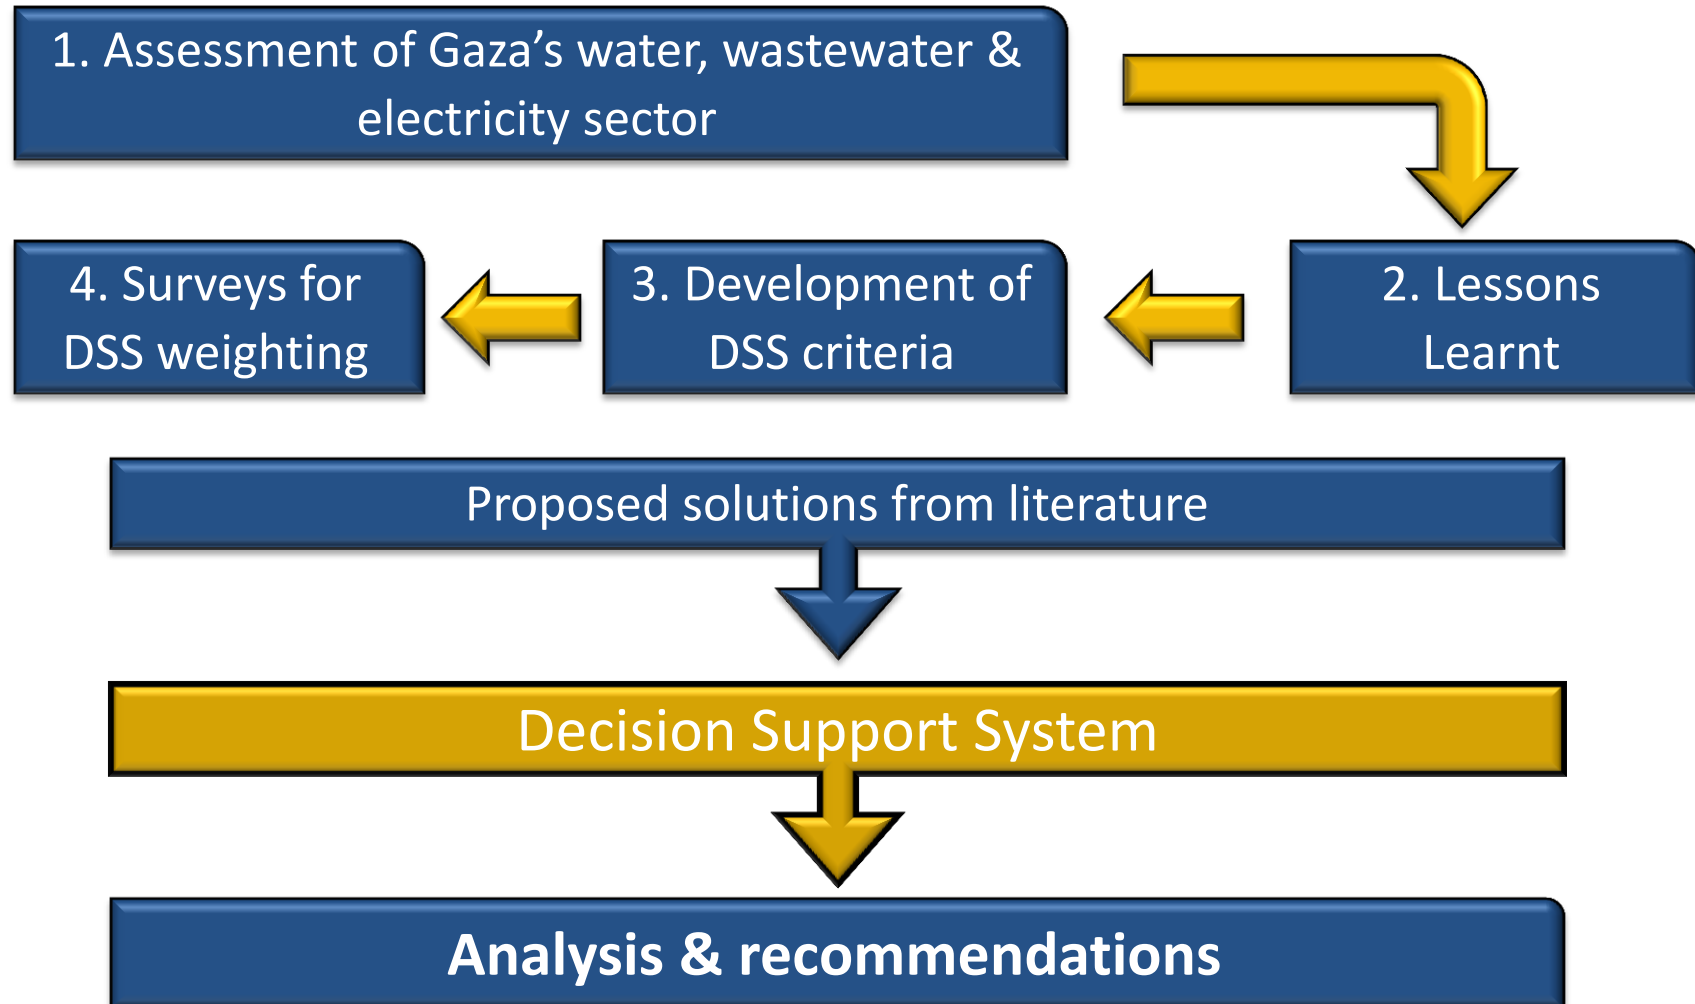 1. Assessment of Gaza’s water, wastewater &
electricity sector
4. Surveys for
DSS weighting
3. Development of
DSS criteria
2. Lessons
Learnt
Proposed solutions from literature
Decision Support System
Analysis & recommendations